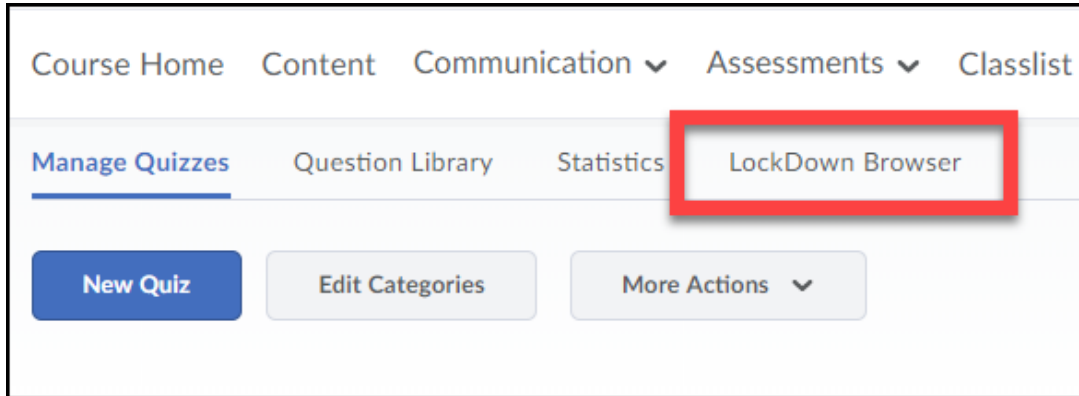 Course Home Content Communication Assessments Classlist
Manage Quizzes Question Library Statistics LockDown Browser
New Quiz Edit Categories More Actions